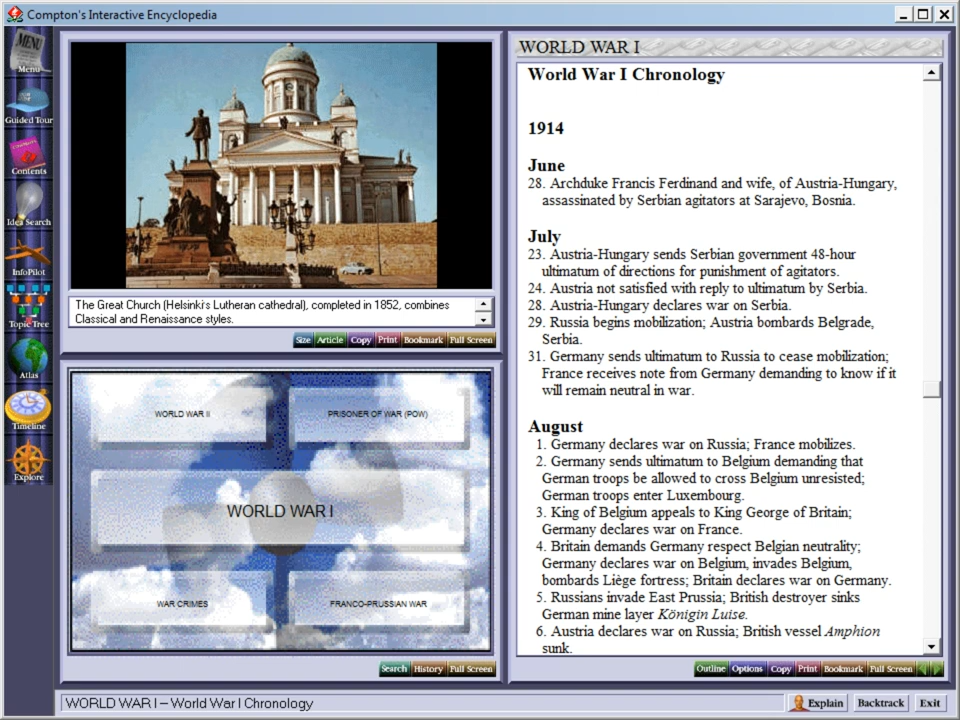 Compton's Interactive Encyclopedia
Menu
Guided Tour
Contents
Idea Search
InfoPilot
Topic Tree
Atlas
Timeline
Explore
The Great Church (Helsinki's Lutheran cathedral), completed in 1852, combines
Classical and Renaissance styles.
Size Article Copy Print Bookmark Full Screen
WORLD WAR II
PRISONER OF WAR (POW)
WORLD WAR I
WAR CRIMES
FRANCO-PRUSSIAN WAR
Search History Full Screen
WORLD WAR I
World War I Chronology
1914
June
28. Archduke Francis Ferdinand and wife, of Austria-Hungary,
assassinated by Serbian agitators at Sarajevo, Bosnia.
July
23. Austria-Hungary sends Serbian government 48-hour
ultimatum of directions for punishment of agitators.
24. Austria not satisfied with reply to ultimatum by Serbia.
28. Austria-Hungary declares war on Serbia.
29. Russia begins mobilization; Austria bombards Belgrade,
Serbia.
31. Germany sends ultimatum to Russia to cease mobilization;
France receives note from Germany demanding to know if it
will remain neutral in war.
August
1. Germany declares war on Russia; France mobilizes.
2. Germany sends ultimatum to Belgium demanding that
German troops be allowed to cross Belgium unresisted;
German troops enter Luxembourg.
3. King of Belgium appeals to King George of Britain;
Germany declares war on France.
4. Britain demands Germany respect Belgian neutrality;
Germany declares war on Belgium, invades Belgium,
bombards Liège fortress; Britain declares war on Germany.
5. Russians invade East Prussia; British destroyer sinks
German mine layer Königin Luise.
6. Austria declares war on Russia; British vessel Amphion
sunk.
Outline Options Copy Print Bookmark Full Screen
WORLD WAR I – World War I Chronology
Explain Backtrack Exit